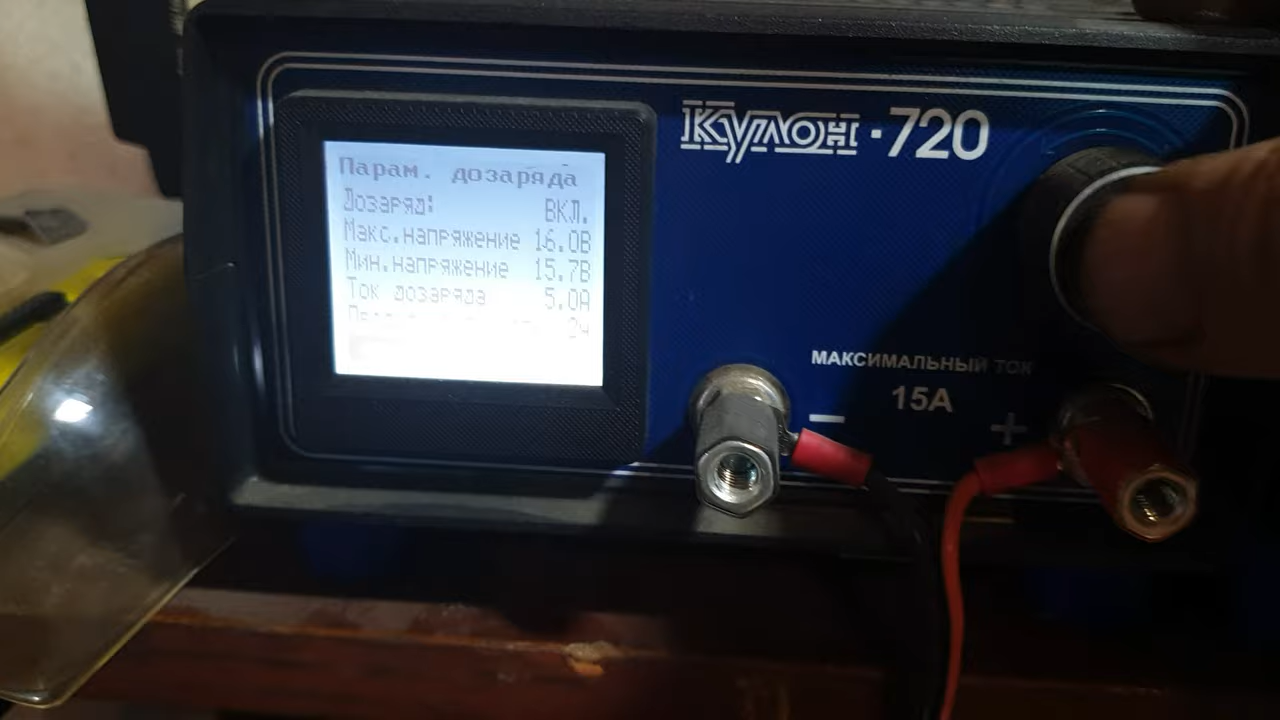 Парам. дозаряда
Дозаряд: ВКЛ.
Макс.напряжение 16.0В
Мин.напряжение 15.7В
Ток дозаряда 5.0А
2ч
Кулон-720
МАКСИМАЛЬНЫЙ ТОК
15А
− +